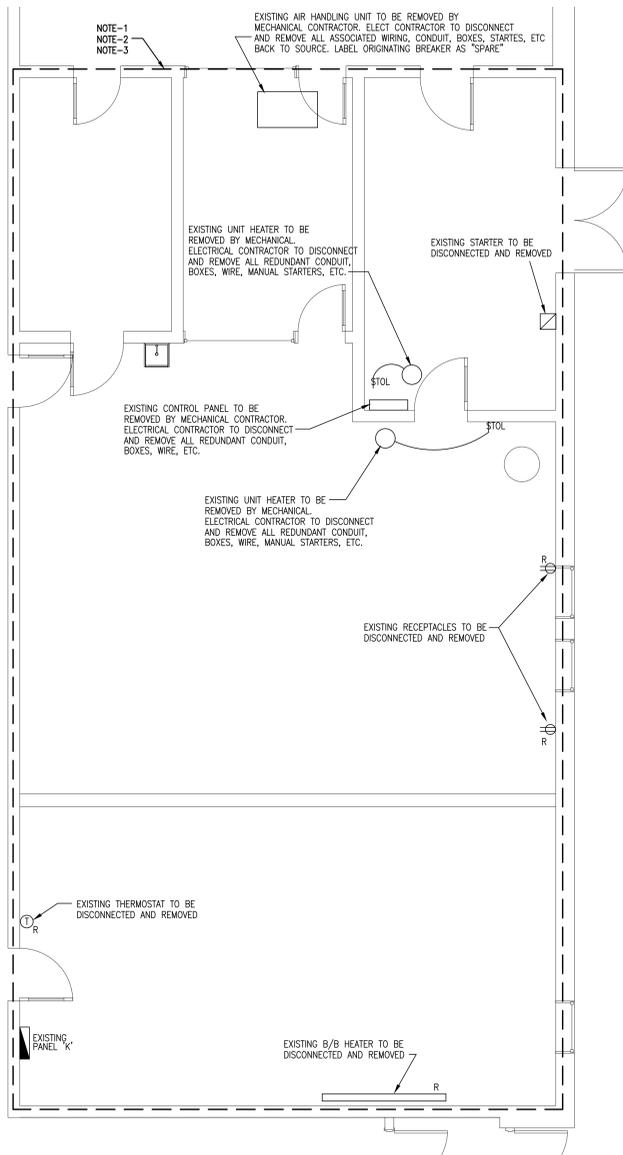 NOTE-1
NOTE-2
NOTE-3
EXISTING AIR HANDLING UNIT TO BE REMOVED BY
MECHANICAL CONTRACTOR. ELECT CONTRACTOR TO DISCONNECT
AND REMOVE ALL ASSOCIATED WIRING, CONDUIT, BOXES, STARTES, ETC
BACK TO SOURCE. LABEL ORIGINATING BREAKER AS "SPARE"
EXISTING UNIT HEATER TO BE
REMOVED BY MECHANICAL.
ELECTRICAL CONTRACTOR TO DISCONNECT
AND REMOVE ALL REDUNDANT CONDUIT,
BOXES, WIRE, MANUAL STARTERS, ETC.
EXISTING STARTER TO BE
DISCONNECTED AND REMOVED
$TOL
EXISTING CONTROL PANEL TO BE
REMOVED BY MECHANICAL CONTRACTOR.
ELECTRICAL CONTRACTOR TO DISCONNECT
AND REMOVE ALL REDUNDANT CONDUIT,
BOXES, WIRE, ETC.
$TOL
EXISTING UNIT HEATER TO BE
REMOVED BY MECHANICAL.
ELECTRICAL CONTRACTOR TO DISCONNECT
AND REMOVE ALL REDUNDANT CONDUIT,
BOXES, WIRE, MANUAL STARTERS, ETC.
R
EXISTING RECEPTACLES TO BE
DISCONNECTED AND REMOVED
R
EXISTING THERMOSTAT TO BE
DISCONNECTED AND REMOVED
T
R
EXISTING
PANEL 'K'
EXISTING B/B HEATER TO BE
DISCONNECTED AND REMOVED
R